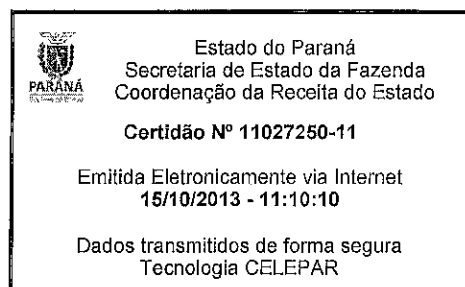 Estado do Paraná
Secretaria de Estado da Fazenda
Coordenação da Receita do Estado
PARANÁ
Certidão Nº 11027250-11
Emitida Eletronicamente via Internet
15/10/2013 - 11:10:10
Dados transmitidos de forma segura
Tecnologia CELEPAR